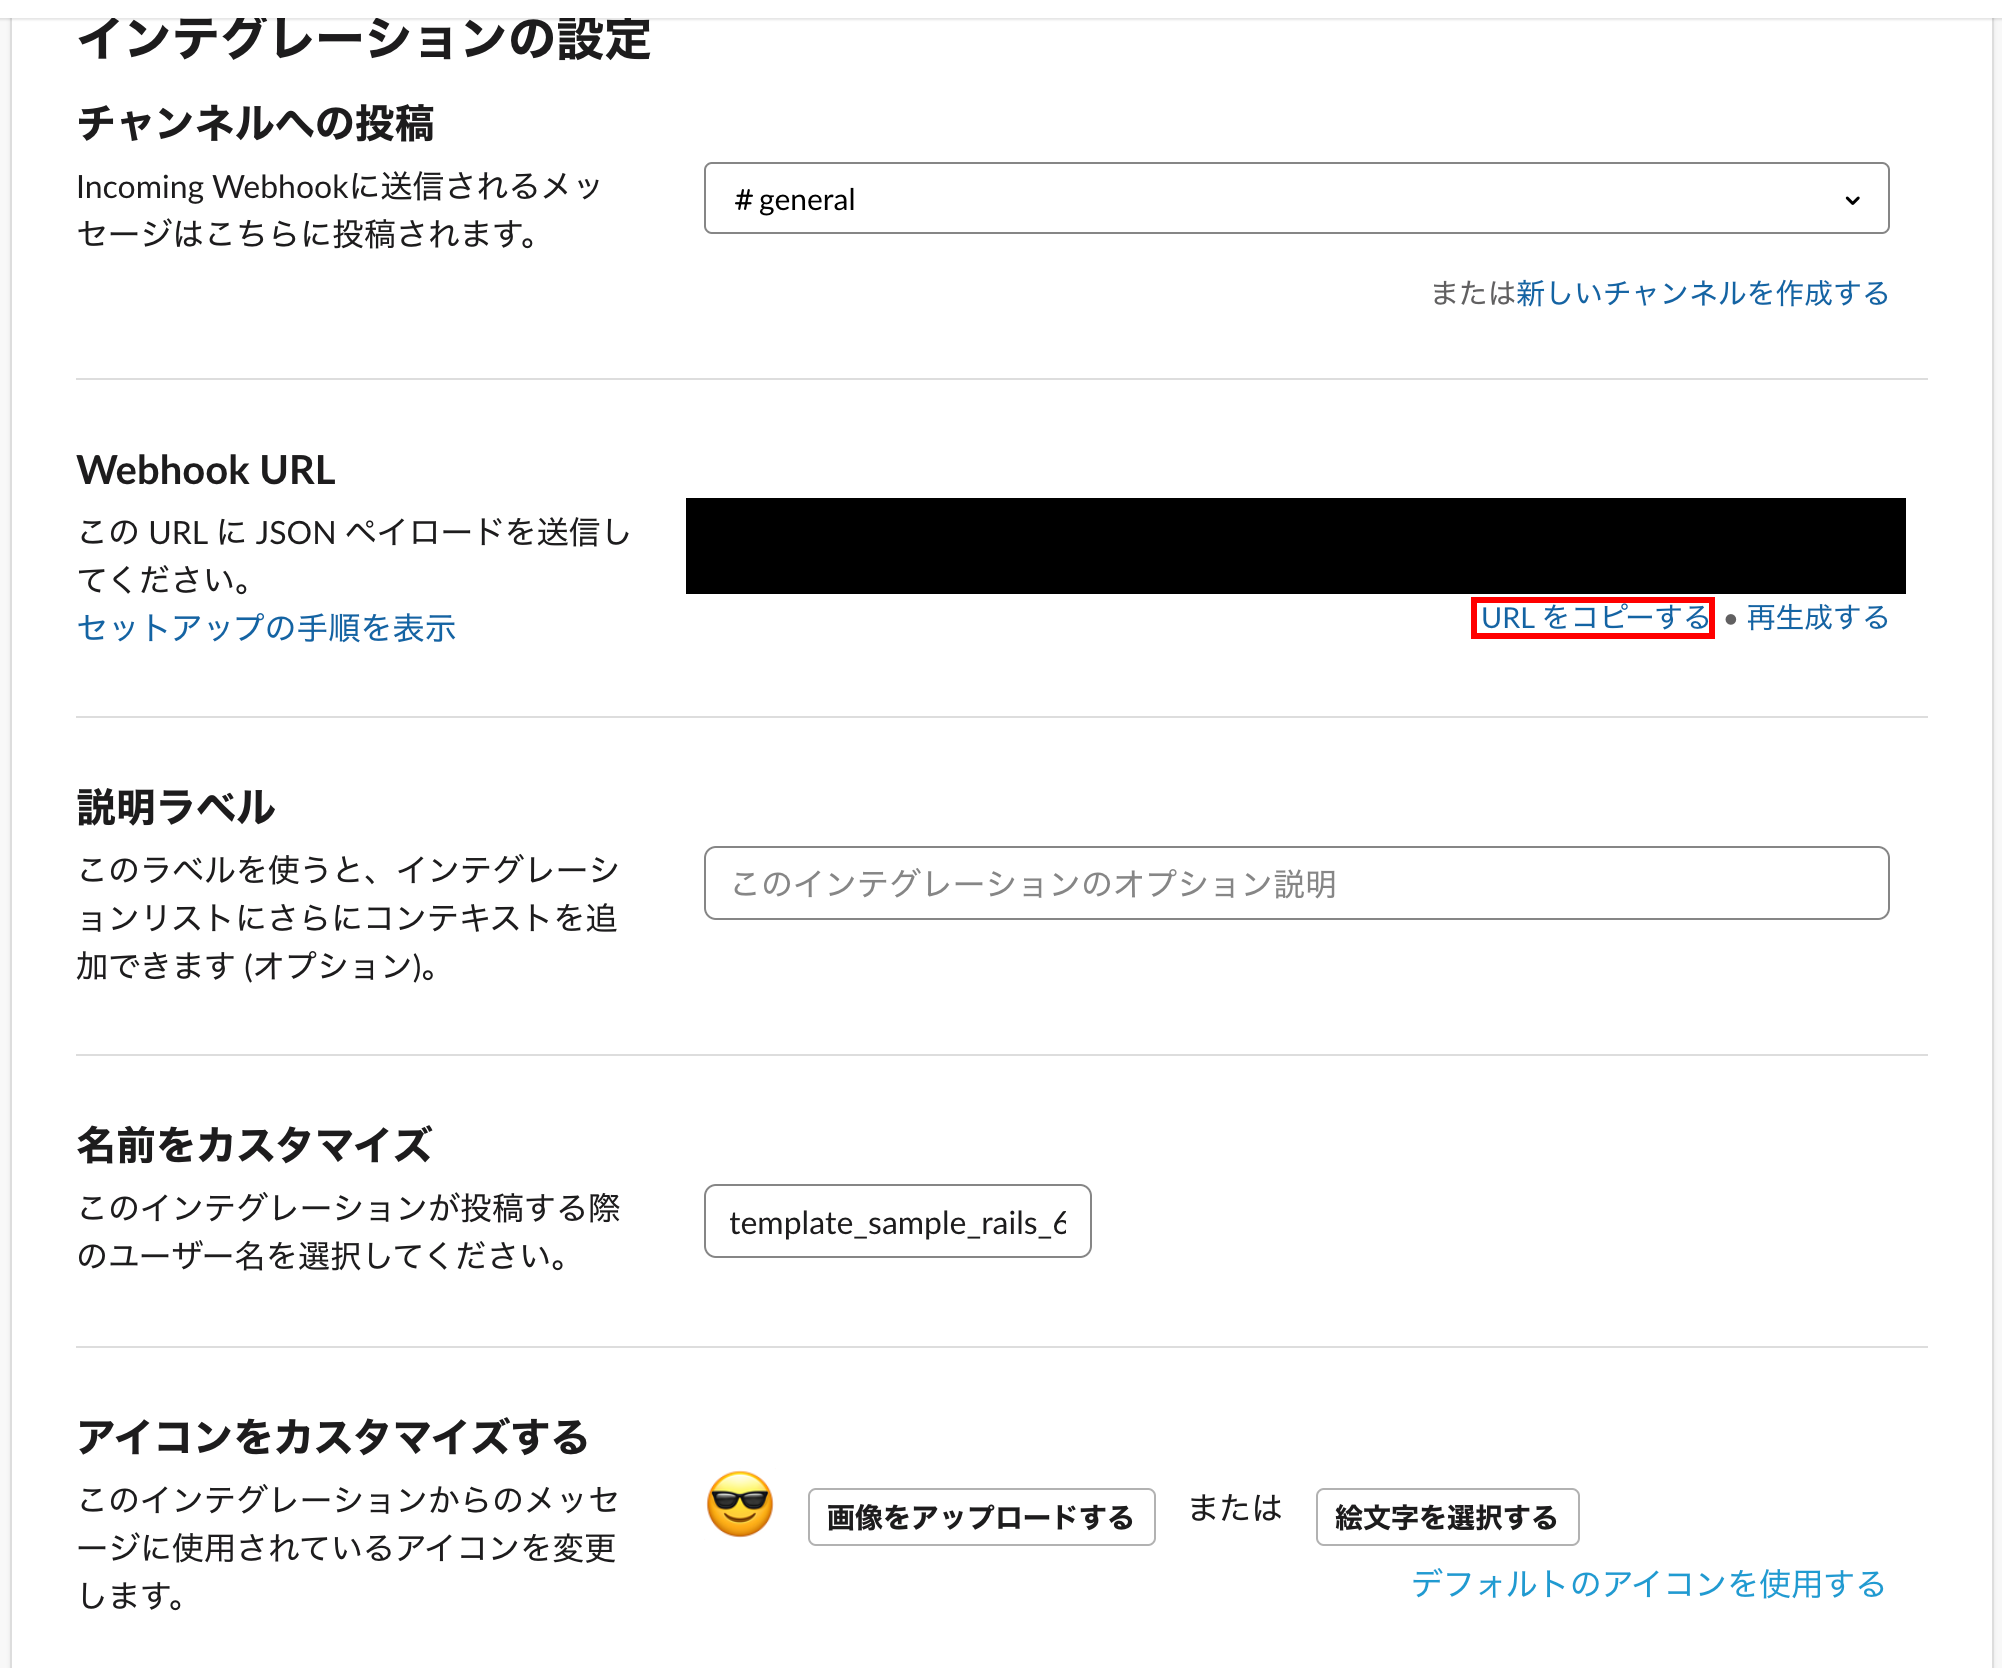 インテグレーションの設定
チャンネルへの投稿
Incoming Webhookに送信されるメッ
セージはこちらに投稿されます。
# general
または新しいチャンネルを作成する
Webhook URL
この URL に JSON ペイロードを送信し
てください。
セットアップの手順を表示
URL をコピーする • 再生成する
説明ラベル
このラベルを使うと、インテグレーシ
ョンリストにさらにコンテキストを追
加できます (オプション)。
このインテグレーションのオプション説明
名前をカスタマイズ
このインテグレーションが投稿する際
のユーザー名を選択してください。
template_sample_rails_6
アイコンをカスタマイズする
このインテグレーションからのメッセ
ージに使用されているアイコンを変更
します。
画像をアップロードする または 絵文字を選択する
デフォルトのアイコンを使用する